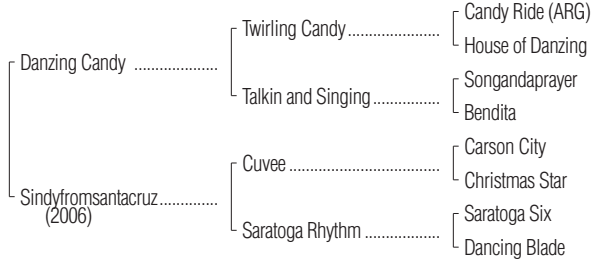 Candy Ride (ARG)
Twirling Candy ....................
House of Danzing
Danzing Candy ....................
Songandaprayer
Talkin and Singing ................
Bendita
Carson City
Cuvee .................................
Christmas Star
Sindyfromsantacruz ..............
(2006)
Saratoga Six
Saratoga Rhythm ..................
Dancing Blade